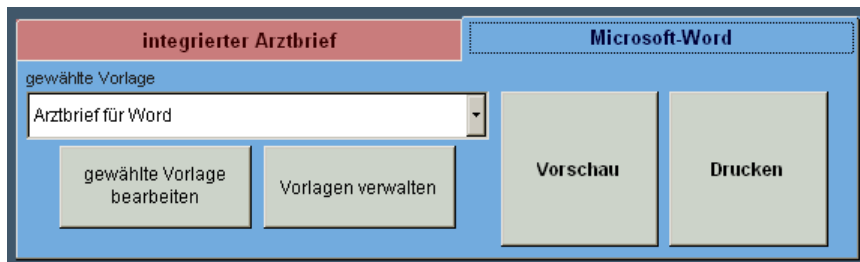 integrierter Arztbrief
Microsoft-Word
gewählte Vorlage
Arztbrief für Word
gewählte Vorlage
bearbeiten
Vorlagen verwalten
Vorschau
Drucken